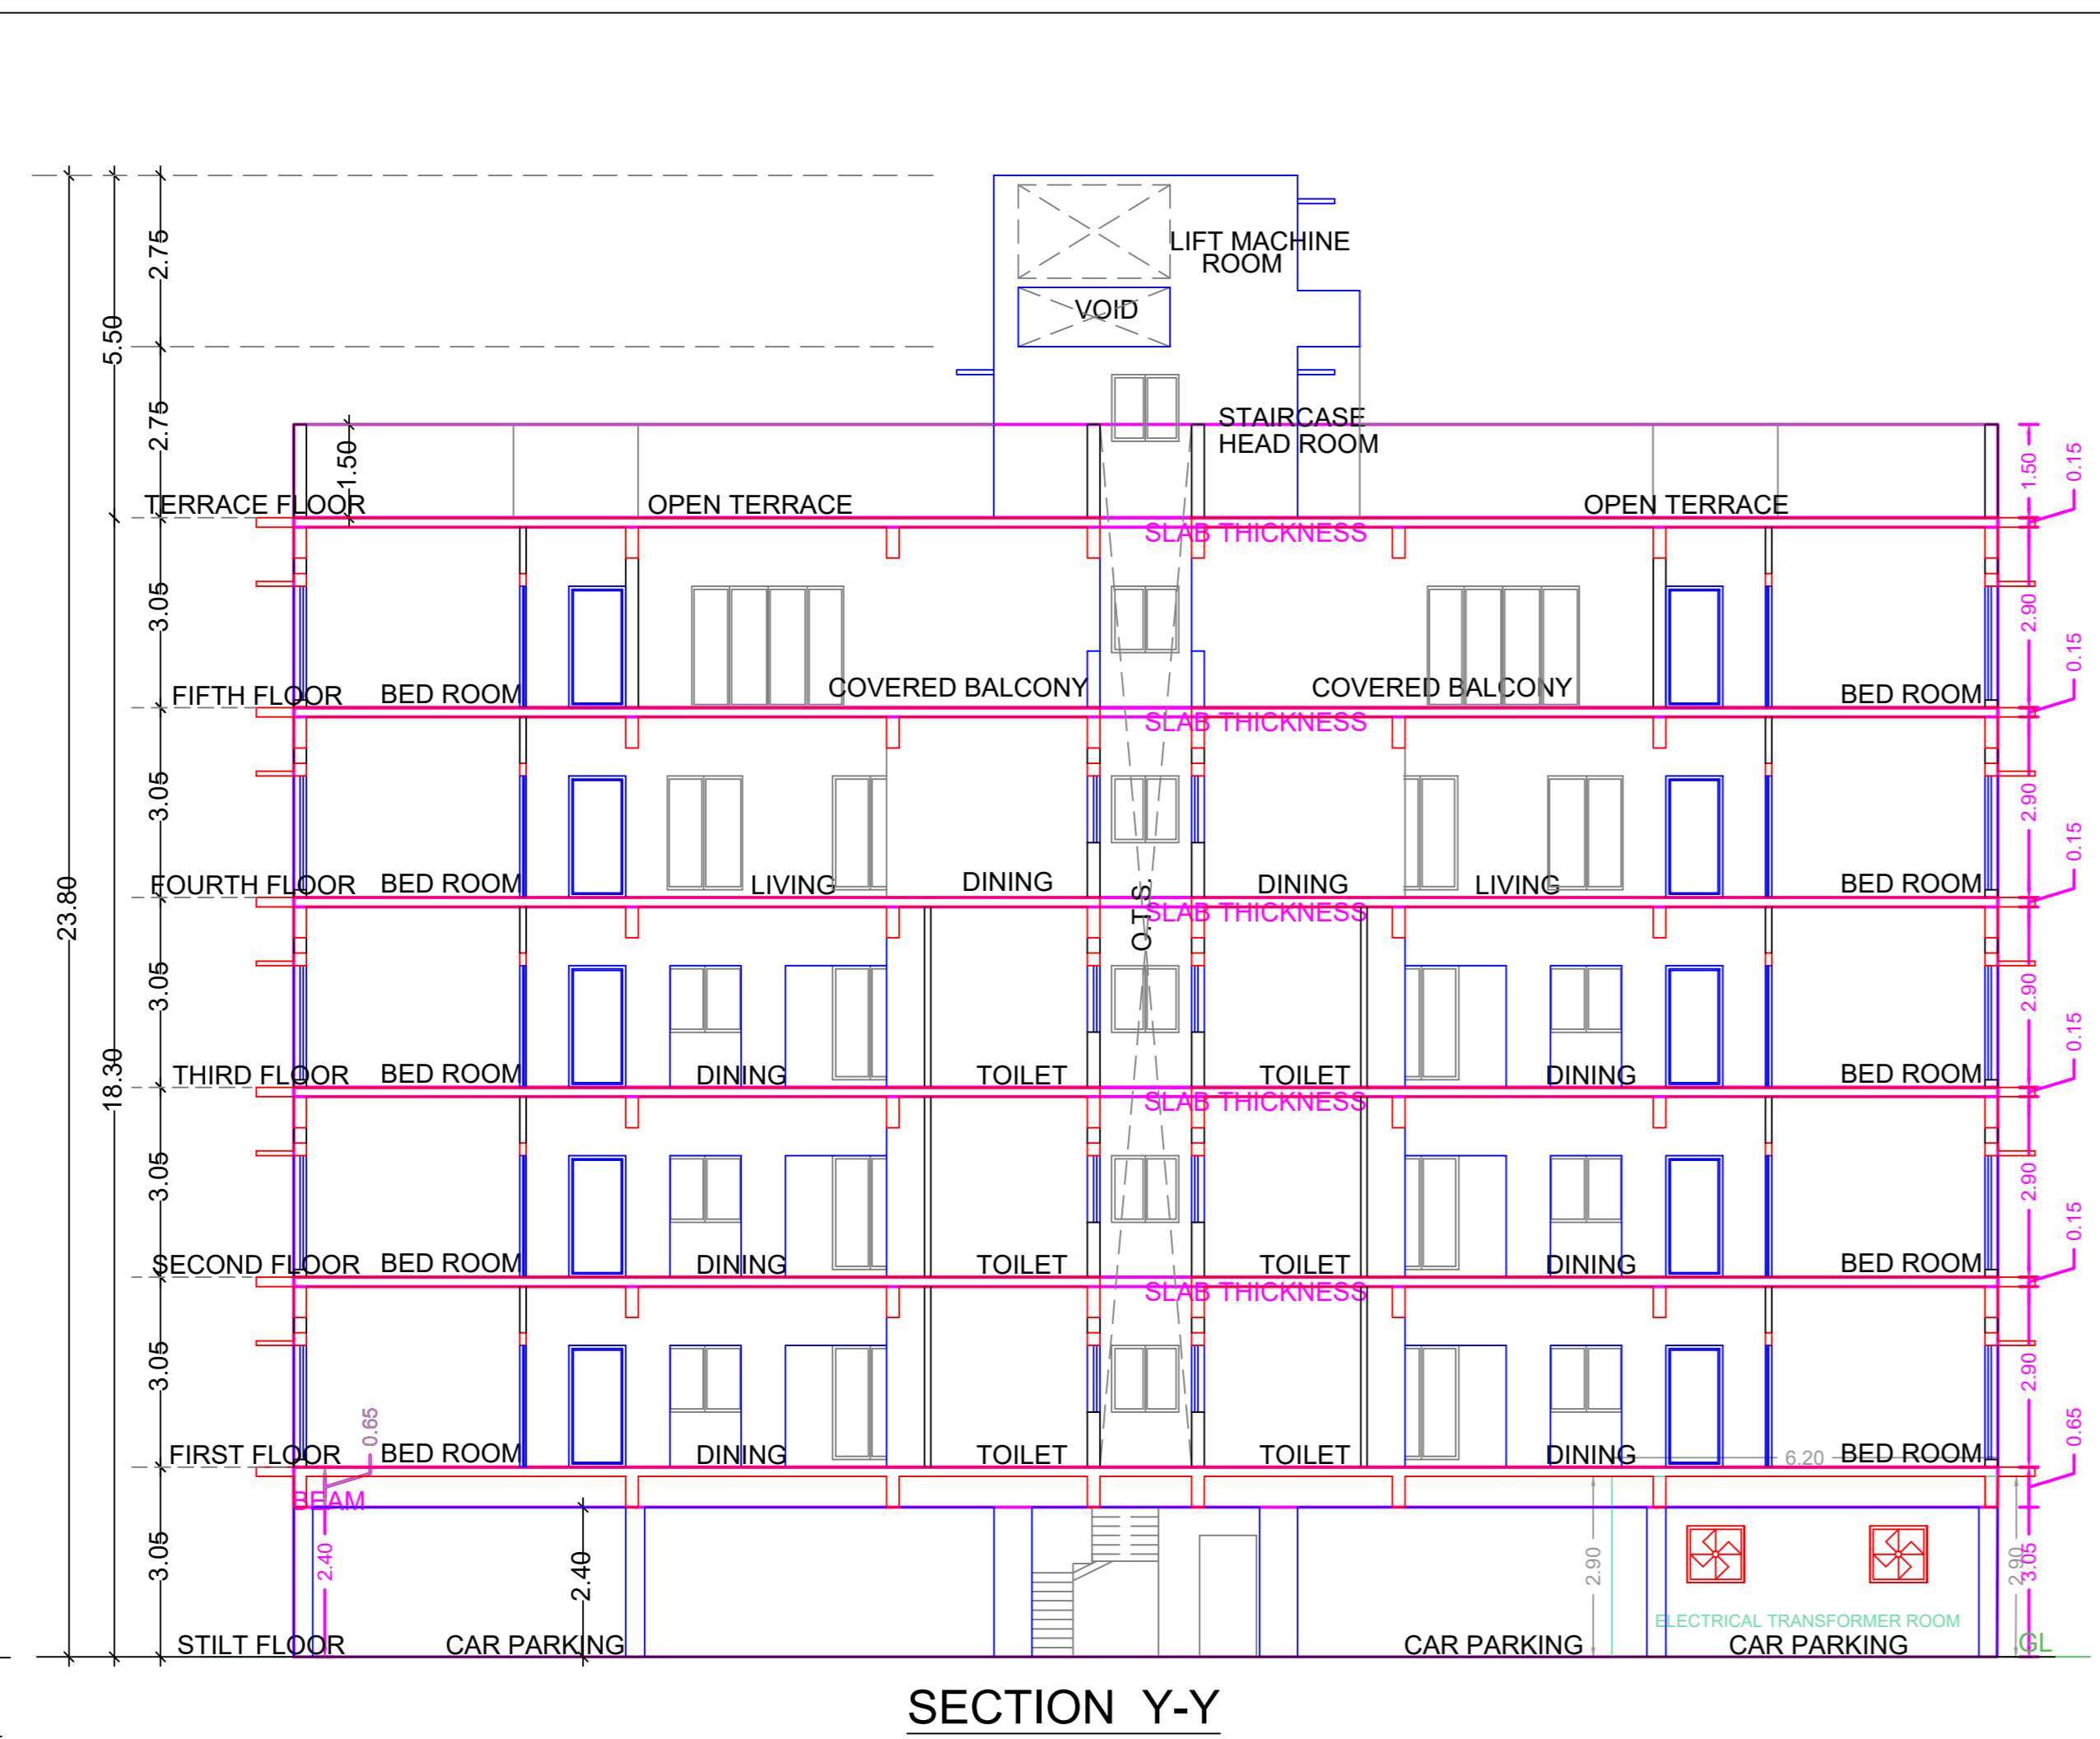 2.75
LIFT MACHINE
ROOM
VOID
5.50
2.75
STAIRCASE
HEAD ROOM
1.50
1.50
0.15
TERRACE FLOOR
OPEN TERRACE
OPEN TERRACE
SLAB THICKNESS
3.05
2.90
0.15
FIFTH FLOOR
BED ROOM
COVERED BALCONY
COVERED BALCONY
BED ROOM
SLAB THICKNESS
3.05
2.90
0.15
23.80
FOURTH FLOOR
BED ROOM
LIVING
DINING
O.T.S.
DINING
LIVING
BED ROOM
SLAB THICKNESS
3.05
2.90
0.15
18.30
THIRD FLOOR
BED ROOM
DINING
TOILET
TOILET
DINING
BED ROOM
SLAB THICKNESS
3.05
2.90
0.15
SECOND FLOOR
BED ROOM
DINING
TOILET
TOILET
DINING
BED ROOM
SLAB THICKNESS
3.05
2.90
0.65
0.65
FIRST FLOOR
BED ROOM
DINING
TOILET
TOILET
DINING
6.20
BED ROOM
BEAM
3.05
2.40
2.40
2.90
2.90
3.05
ELECTRICAL TRANSFORMER ROOM
STILT FLOOR
CAR PARKING
CAR PARKING
CAR PARKING
GL
SECTION Y-Y